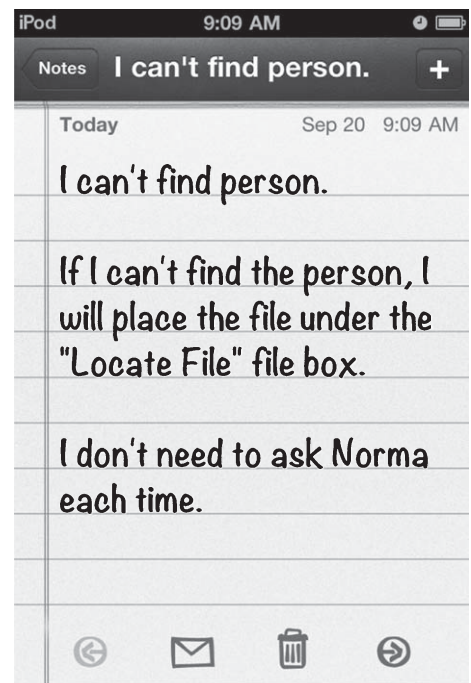 iPod 9:09 AM
Notes I can't find person. +
Today Sep 20 9:09 AM
I can't find person.
If I can't find the person, I
will place the file under the
"Locate File" file box.
I don't need to ask Norma
each time.